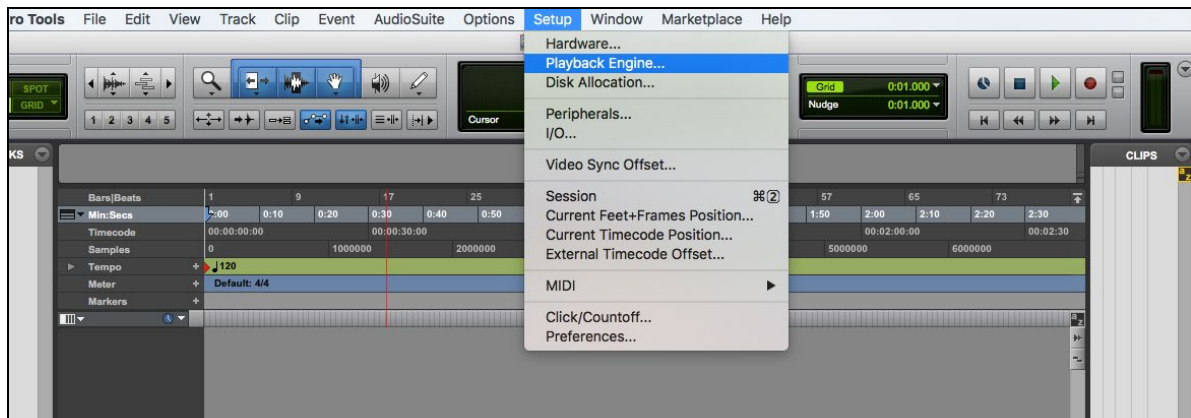 ro Tools File Edit View Track Clip Event AudioSuite Options Setup Window Marketplace Help
Hardware...
Playback Engine...
Disk Allocation...
Peripherals...
I/O...
Video Sync Offset...
Session ⌘2
Current Feet+Frames Position...
Current Timecode Position...
External Timecode Offset...
MIDI
Click/Countoff...
Preferences...
SPOT
GRID
1 2 3 4 5
Cursor
Grid 0:01.000
Nudge 0:01.000
KS
CLIPS
Bars|Beats 1 9 17 25 57 65 73
Min:Secs 0:00 0:10 0:20 0:30 0:40 0:50 1:50 2:00 2:10 2:20 2:30
Timecode 00:00:00:00 00:00:30:00 00:02:00:00 00:02:30
Samples 0 1000000 2000000 5000000 6000000
Tempo 120
Meter Default: 4/4
Markers
a z
a z